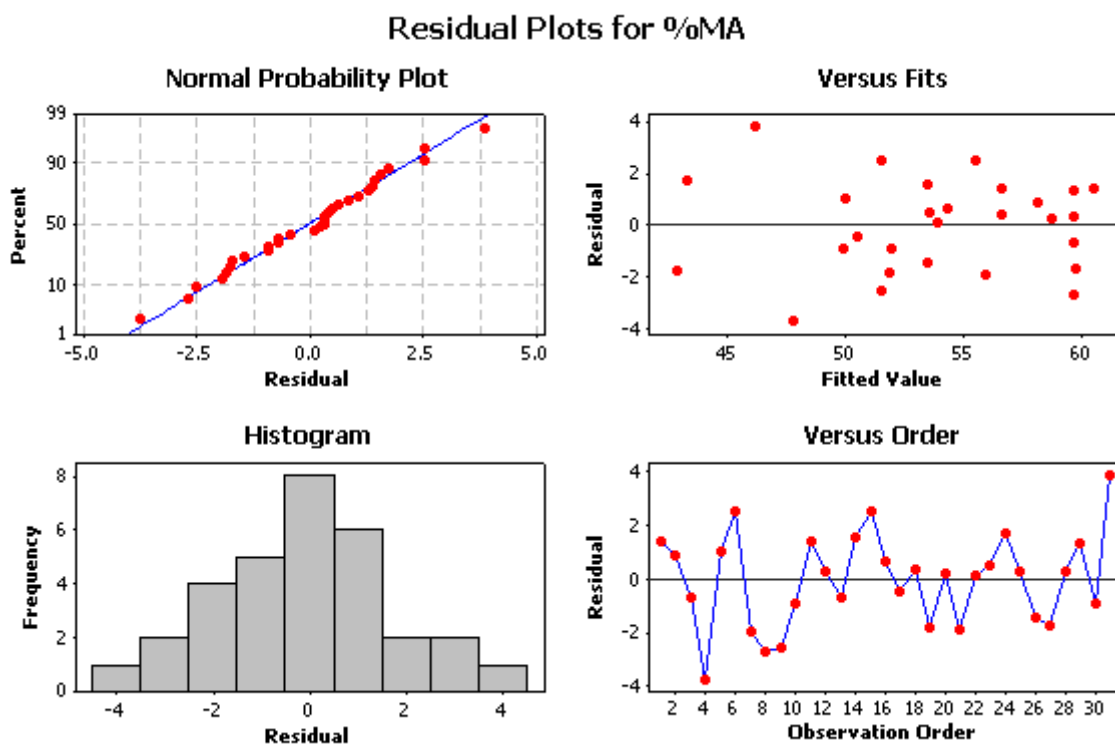 Residual Plots for %MA
Normal Probability Plot
Percent
99
90
50
10
1
-5.0 -2.5 0.0 2.5 5.0
Residual
Versus Fits
Residual
4
2
0
-2
-4
45 50 55 60
Fitted Value
Histogram
Frequency
8
6
4
2
0
-4 -2 0 2 4
Residual
Versus Order
Residual
4
2
0
-2
-4
2 4 6 8 10 12 14 16 18 20 22 24 26 28 30
Observation Order